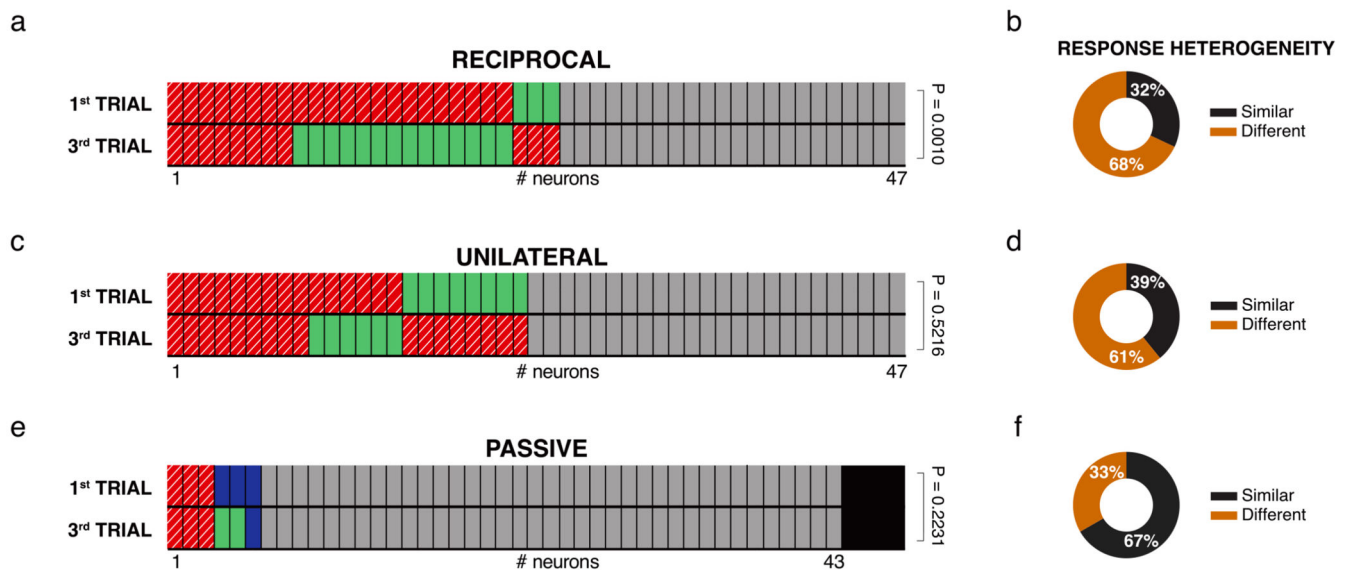 a
RECIPROCAL
1st TRIAL
3rd TRIAL
P = 0.0010
1 # neurons 47
b
RESPONSE HETEROGENEITY
32%
68%
Similar
Different
c
UNILATERAL
1st TRIAL
3rd TRIAL
P = 0.5216
1 # neurons 47
d
39%
61%
Similar
Different
e
PASSIVE
1st TRIAL
3rd TRIAL
P = 0.2231
1 # neurons 43
f
33%
67%
Similar
Different